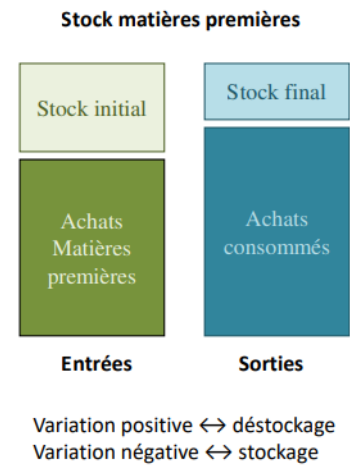 Stock matières premières
Stock initial
Achats
Matières
premières
Entrées
Stock final
Achats
consommés
Sorties
Variation positive ↔ déstockage
Variation négative ↔ stockage